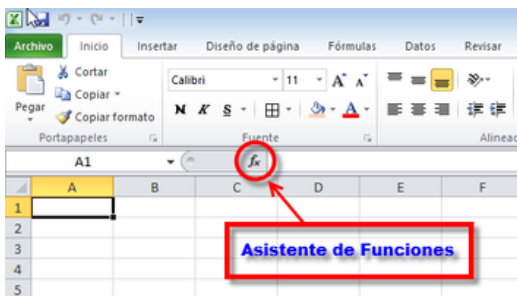 Archivo Inicio Insertar Diseño de página Fórmulas Datos Revisar
Cortar
Copiar
Copiar formato
Pegar
Calibri 11 A A
N K S A
Portapapeles Fuente Alineac
A1 fx
A B C D E F
1
2
3
4
5
Asistente de Funciones